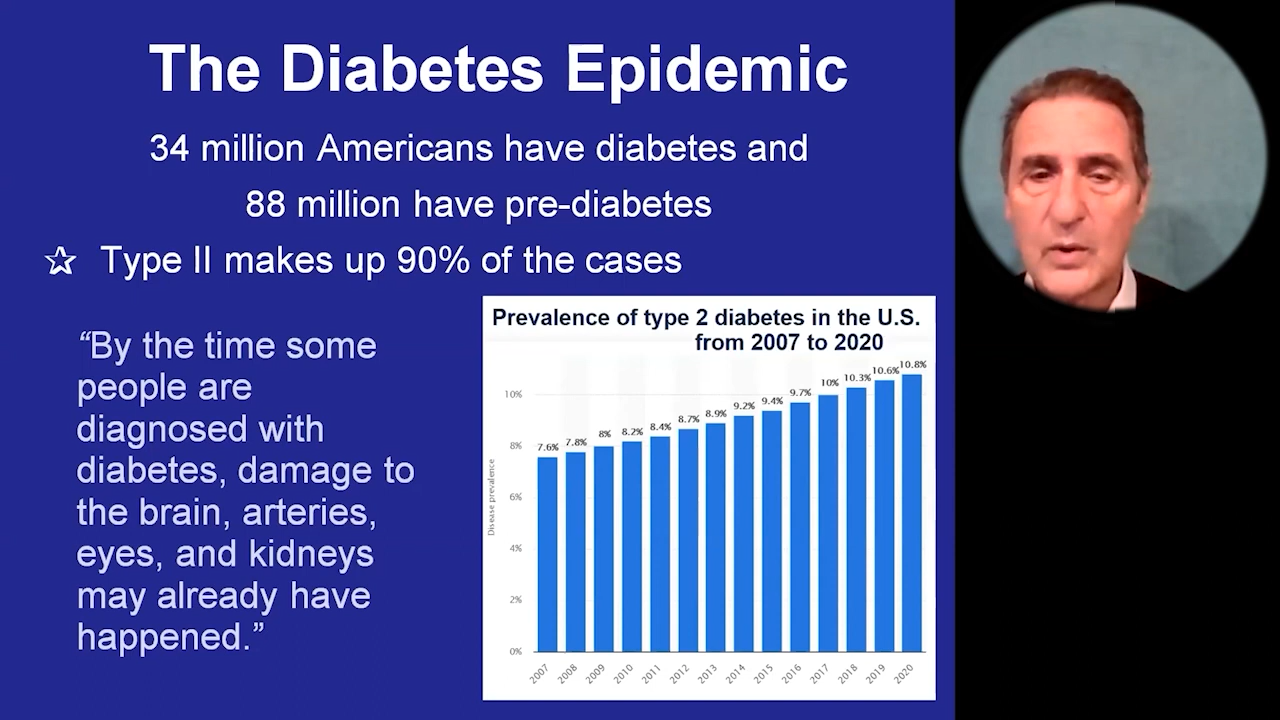 The Diabetes Epidemic
34 million Americans have diabetes and
88 million have pre-diabetes
☆ Type II makes up 90% of the cases
“By the time some
people are
diagnosed with
diabetes, damage to
the brain, arteries,
eyes, and kidneys
may already have
happened.”
Prevalence of type 2 diabetes in the U.S.
from 2007 to 2020
Disease prevalence
10%
8%
6%
4%
2%
0%
7.6% 7.8% 8% 8.2% 8.4% 8.7% 8.9% 9.2% 9.4% 9.7% 10% 10.3% 10.6% 10.8%
2007 2008 2009 2010 2011 2012 2013 2014 2015 2016 2017 2018 2019 2020